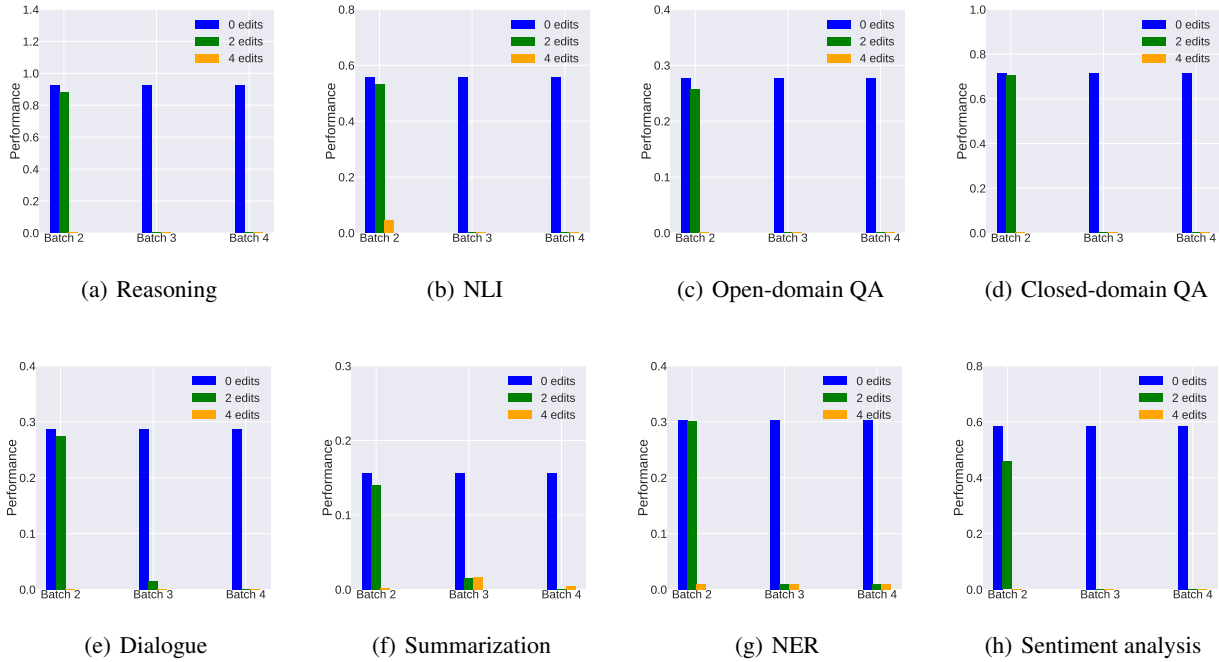 1.4
1.2
1.0
0.8
0.6
0.4
0.2
0.0
Performance
0 edits
2 edits
4 edits
Batch 2 Batch 3 Batch 4
(a) Reasoning
0.8
0.6
0.4
0.2
0.0
Performance
0 edits
2 edits
4 edits
Batch 2 Batch 3 Batch 4
(b) NLI
0.4
0.3
0.2
0.1
0.0
Performance
0 edits
2 edits
4 edits
Batch 2 Batch 3 Batch 4
(c) Open-domain QA
1.0
0.8
0.6
0.4
0.2
0.0
Performance
0 edits
2 edits
4 edits
Batch 2 Batch 3 Batch 4
(d) Closed-domain QA
0.4
0.3
0.2
0.1
0.0
Performance
0 edits
2 edits
4 edits
Batch 2 Batch 3 Batch 4
(e) Dialogue
0.3
0.2
0.1
0.0
Performance
0 edits
2 edits
4 edits
Batch 2 Batch 3 Batch 4
(f) Summarization
0.4
0.3
0.2
0.1
0.0
Performance
0 edits
2 edits
4 edits
Batch 2 Batch 3 Batch 4
(g) NER
0.8
0.6
0.4
0.2
0.0
Performance
0 edits
2 edits
4 edits
Batch 2 Batch 3 Batch 4
(h) Sentiment analysis